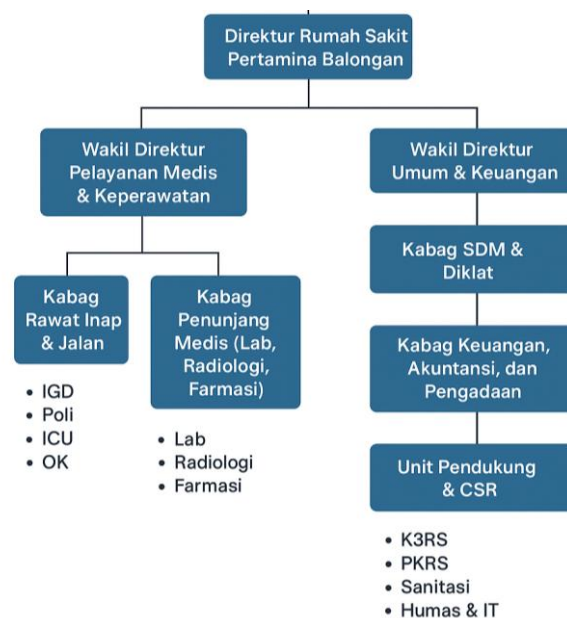 Direktur Rumah Sakit
Pertamina Balongan
Wakil Direktur
Pelayanan Medis
& Keperawatan
Kabag
Rawat Inap
& Jalan
• IGD
• Poli
• ICU
• OK
Kabag
Penunjang
Medis (Lab,
Radiologi,
Farmasi)
• Lab
• Radiologi
• Farmasi
Wakil Direktur
Umum & Keuangan
Kabag SDM &
Diklat
Kabag Keuangan,
Akuntansi, dan
Pengadaan
Unit Pendukung
& CSR
• K3RS
• PKRS
• Sanitasi
• Humas & IT